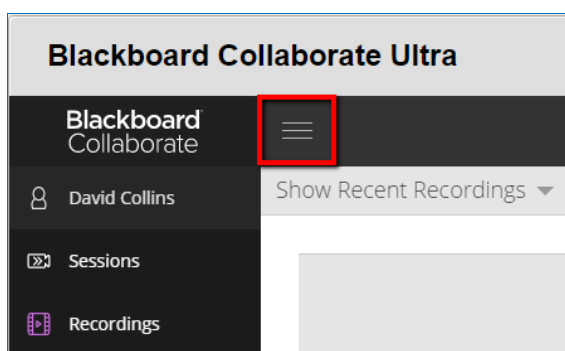 Blackboard Collaborate Ultra
Blackboard
Collaborate
David Collins
Show Recent Recordings
Sessions
Recordings